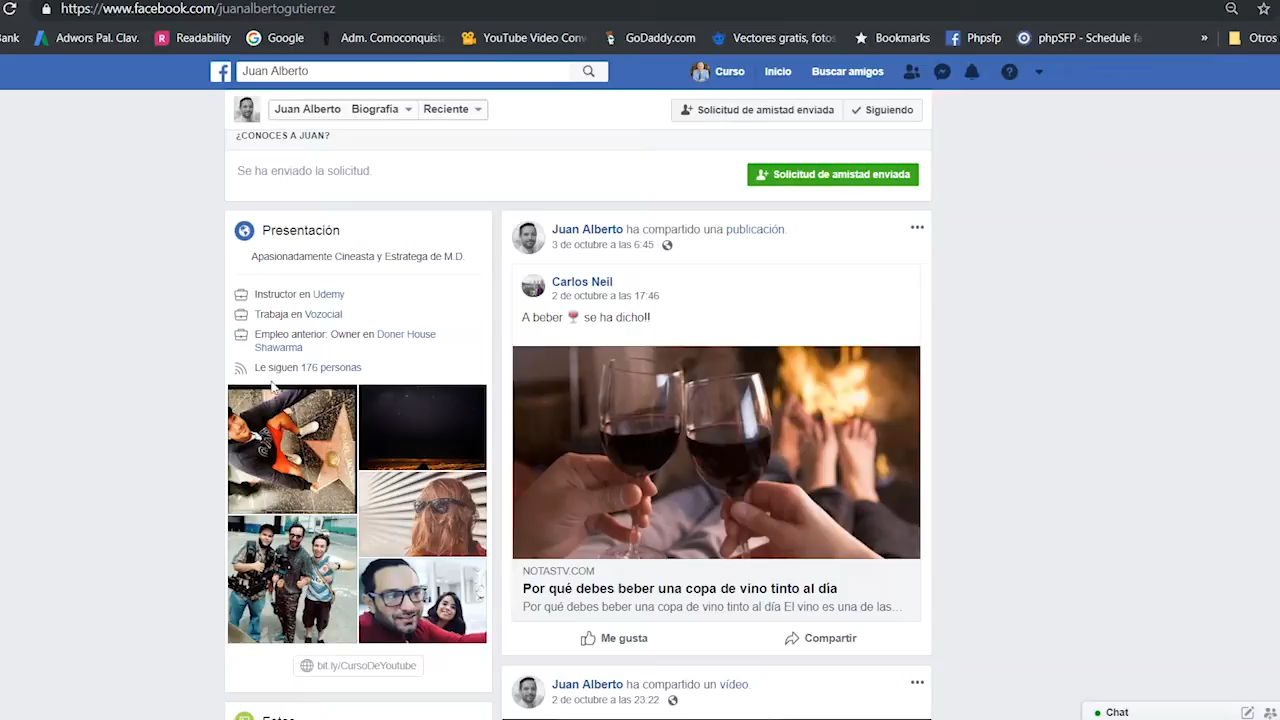 https://www.facebook.com/juanalbertogutierrez
Bank Adwors Pal. Clav. Readability Google Adm. Comoconquist YouTube Video Conv GoDaddy.com Vectores gratis, fotos Bookmarks Phpsfp phpSFP - Schedule fa » Otros
Juan Alberto Curso Inicio Buscar amigos
Juan Alberto Biografía Reciente Solicitud de amistad enviada Siguiendo
¿CONOCES A JUAN?
Se ha enviado la solicitud. Solicitud de amistad enviada
Presentación
Apasionadamente Cineasta y Estratega de M.D.
Instructor en Udemy
Trabaja en Vozocial
Empleo anterior: Owner en Doner House
Shawarma
Le siguen 176 personas
bit.ly/CursoDeYoutube
Juan Alberto ha compartido una publicación.
3 de octubre a las 6:45
Carlos Neil
2 de octubre a las 17:46
A beber 🍷 se ha dicho!!
NOTASTV.COM
Por qué debes beber una copa de vino tinto al día
Por qué debes beber una copa de vino tinto al día El vino es una de las...
Me gusta Compartir
Juan Alberto ha compartido un vídeo.
2 de octubre a las 23:22
Chat